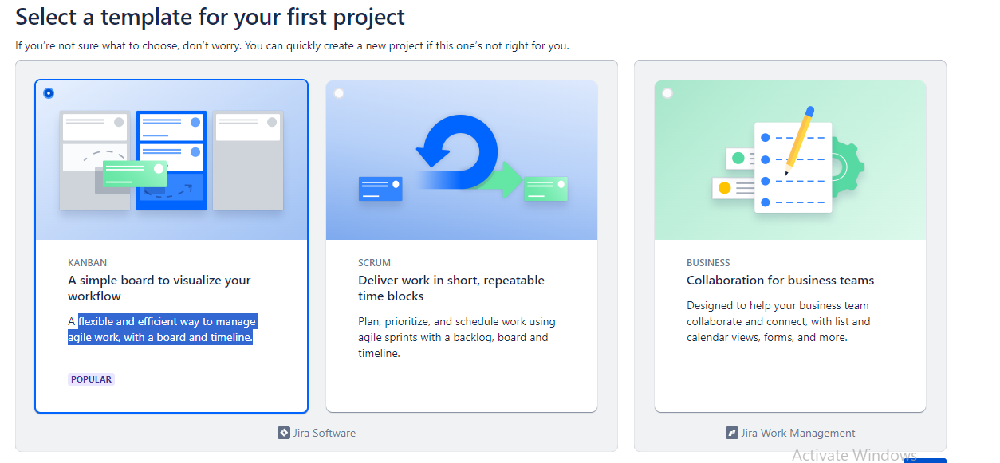 Select a template for your first project
If you're not sure what to choose, don't worry. You can quickly create a new project if this one's not right for you.
KANBAN
A simple board to visualize your
workflow
A flexible and efficient way to manage
agile work, with a board and timeline.
POPULAR
SCRUM
Deliver work in short, repeatable
time blocks
Plan, prioritize, and schedule work using
agile sprints with a backlog, board and
timeline.
Jira Software
BUSINESS
Collaboration for business teams
Designed to help your business team
collaborate and connect, with list and
calendar views, forms, and more.
Jira Work Management
Activate Windows